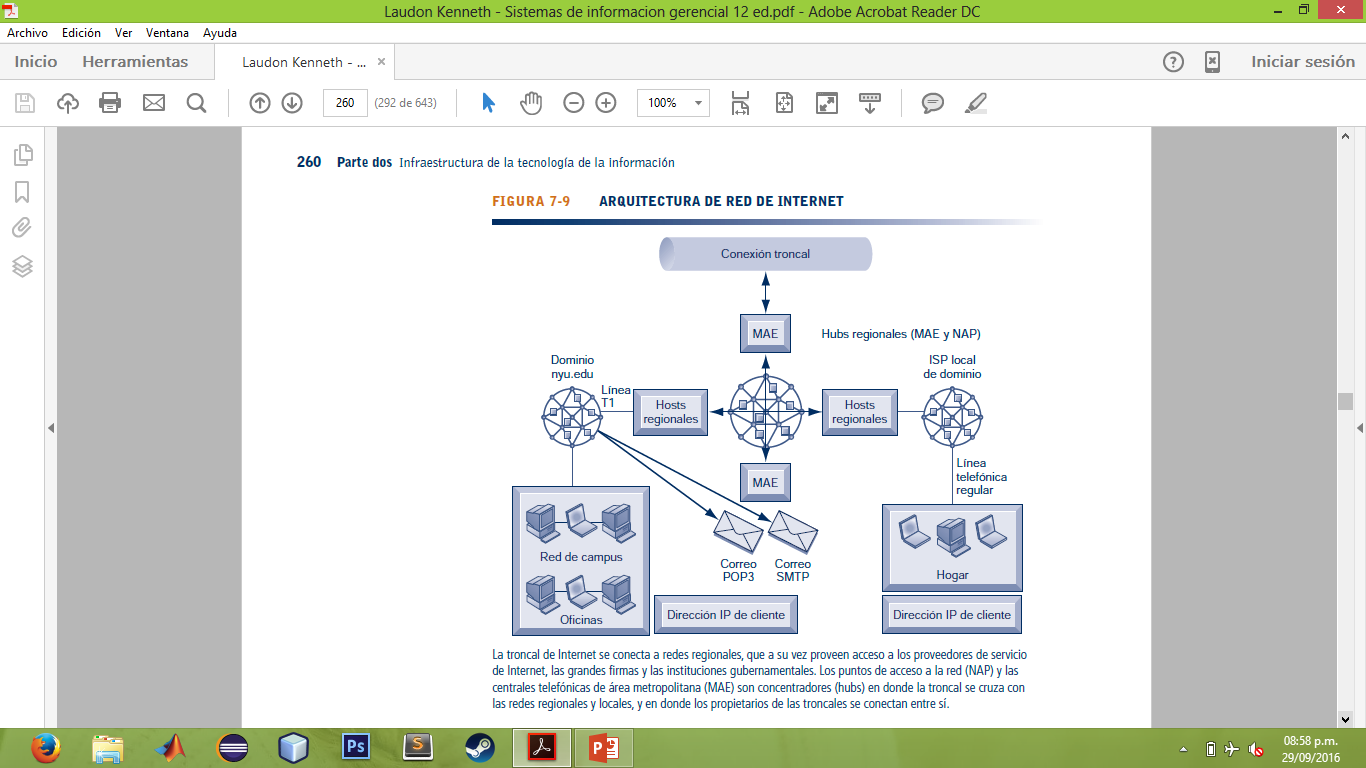 Laudon Kenneth - Sistemas de informacion gerencial 12 ed.pdf - Adobe Acrobat Reader DC
Archivo Edición Ver Ventana Ayuda
Inicio Herramientas Laudon Kenneth - ... × Iniciar sesión
260 (292 de 643) 100%
260 Parte dos Infraestructura de la tecnología de la información
FIGURA 7-9 ARQUITECTURA DE RED DE INTERNET
Conexión troncal
MAE
Hubs regionales (MAE y NAP)
Dominio
nyu.edu
ISP local
de dominio
Línea
T1
Hosts
regionales
Hosts
regionales
MAE
Línea
telefónica
regular
Red de campus
Oficinas
Correo
POP3
Correo
SMTP
Hogar
Dirección IP de cliente
Dirección IP de cliente
La troncal de Internet se conecta a redes regionales, que a su vez proveen acceso a los proveedores de servicio
de Internet, las grandes firmas y las instituciones gubernamentales. Los puntos de acceso a la red (NAP) y las
centrales telefónicas de área metropolitana (MAE) son concentradores (hubs) en donde la troncal se cruza con
las redes regionales y locales, y en donde los propietarios de las troncales se conectan entre sí.
Ps
S
P
08:58 p.m.
29/09/2016